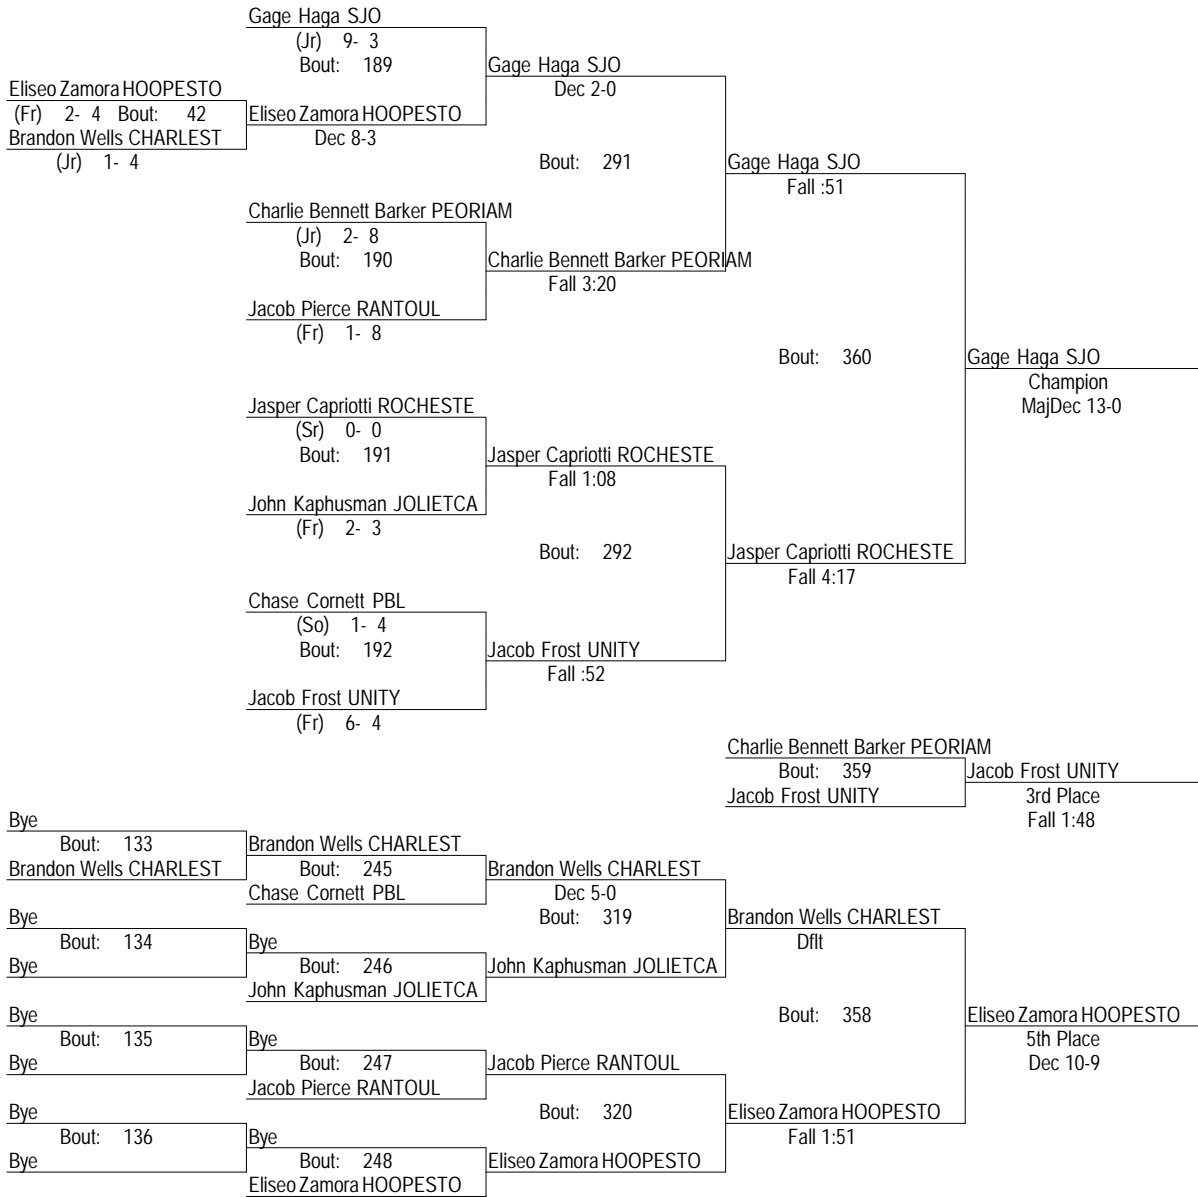 Gage Haga SJO
(Jr) 9- 3
Bout: 189
Gage Haga SJO
Dec 2-0
Eliseo Zamora HOOPESTO
(Fr) 2- 4 Bout: 42
Eliseo Zamora HOOPESTO
Dec 8-3
Brandon Wells CHARLEST
(Jr) 1- 4
Bout: 291
Gage Haga SJO
Fall :51
Charlie Bennett Barker PEORIAM
(Jr) 2- 8
Bout: 190
Charlie Bennett Barker PEORIAM
Fall 3:20
Jacob Pierce RANTOUL
(Fr) 1- 8
Bout: 360
Gage Haga SJO
Champion
MajDec 13-0
Jasper Capriotti ROCHESTE
(Sr) 0- 0
Bout: 191
Jasper Capriotti ROCHESTE
Fall 1:08
John Kaphusman JOLIETCA
(Fr) 2- 3
Bout: 292
Jasper Capriotti ROCHESTE
Fall 4:17
Chase Cornett PBL
(So) 1- 4
Bout: 192
Jacob Frost UNITY
Fall :52
Jacob Frost UNITY
(Fr) 6- 4
Charlie Bennett Barker PEORIAM
Bout: 359
Jacob Frost UNITY
Jacob Frost UNITY
3rd Place
Fall 1:48
Bye
Bout: 133
Brandon Wells CHARLEST
Brandon Wells CHARLEST
Bout: 245
Chase Cornett PBL
Brandon Wells CHARLEST
Dec 5-0
Bout: 319
Brandon Wells CHARLEST
Dflt
Bye
Bout: 134
Bye
Bye
Bout: 246
John Kaphusman JOLIETCA
John Kaphusman JOLIETCA
Bout: 358
Eliseo Zamora HOOPESTO
5th Place
Dec 10-9
Bye
Bout: 135
Bye
Bye
Bout: 247
Jacob Pierce RANTOUL
Jacob Pierce RANTOUL
Bout: 320
Eliseo Zamora HOOPESTO
Fall 1:51
Bye
Bout: 136
Bye
Bye
Bout: 248
Eliseo Zamora HOOPESTO
Eliseo Zamora HOOPESTO